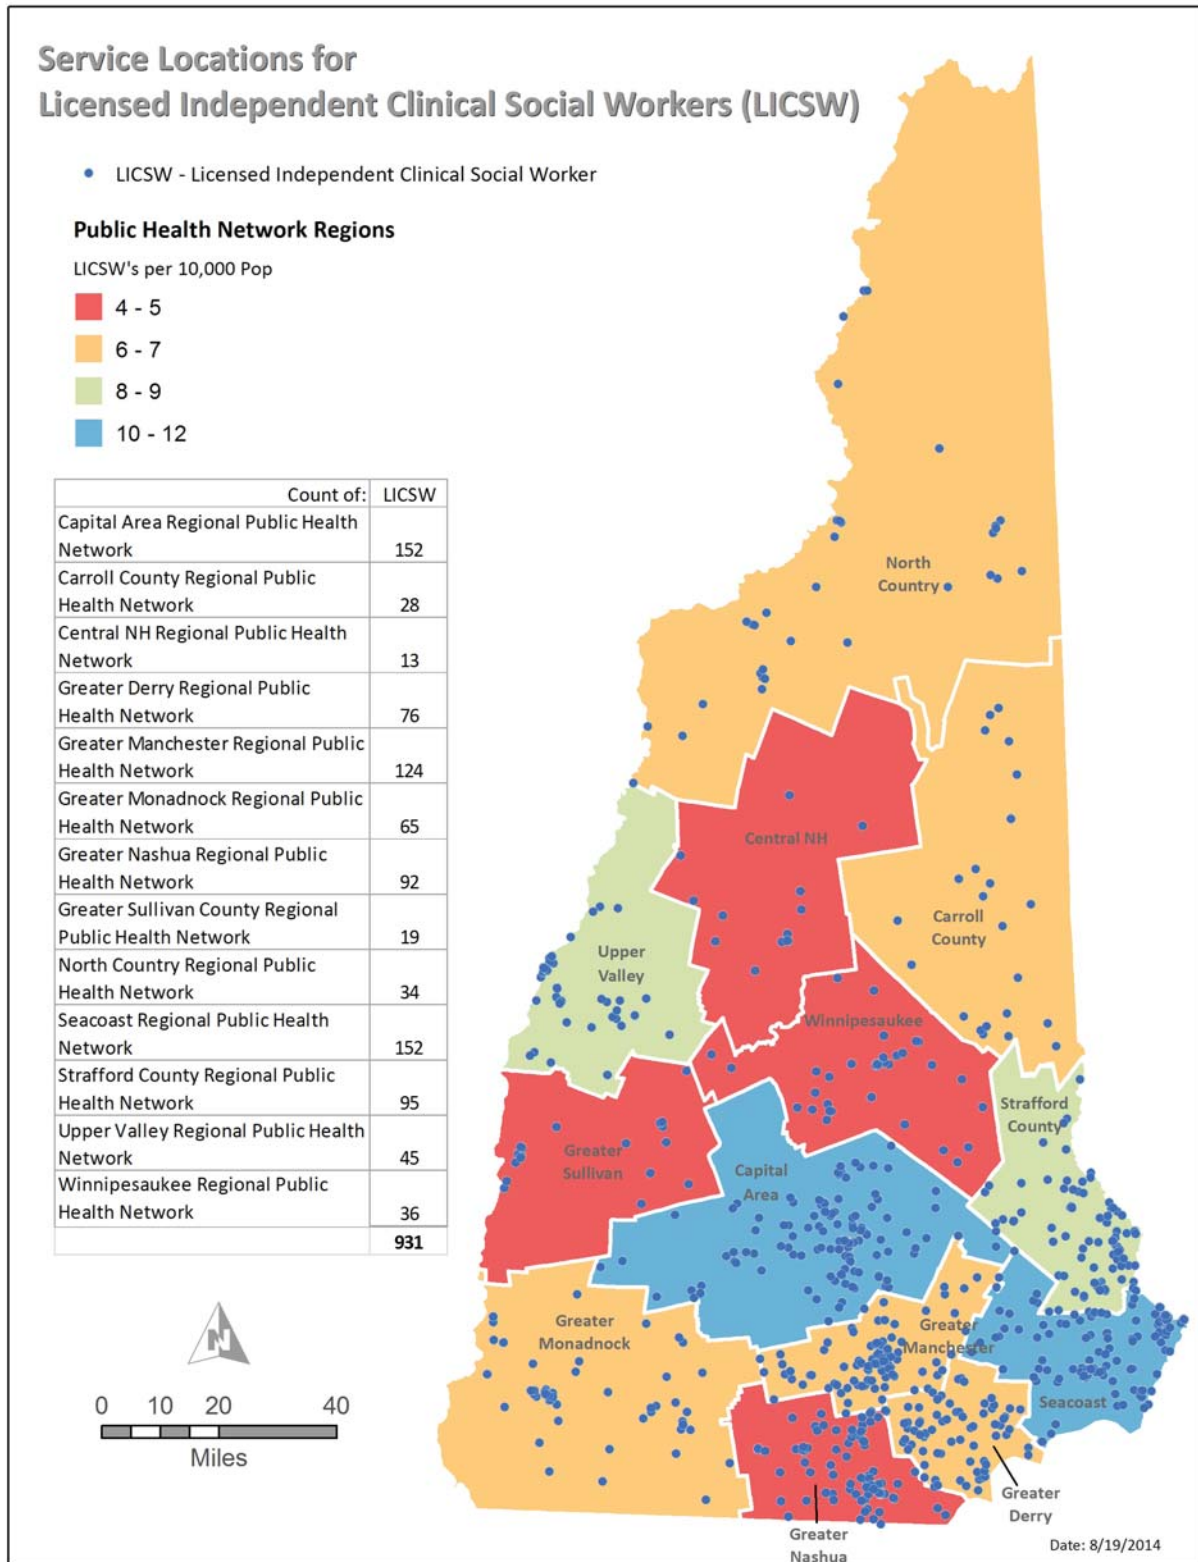 Service Locations for
Licensed Independent Clinical Social Workers (LICSW)
LICSW - Licensed Independent Clinical Social Worker
Public Health Network Regions
LICSW's per 10,000 Pop
4 - 5
6 - 7
8 - 9
10 - 12
Count of: LICSW
Capital Area Regional Public Health
Network 152
Carroll County Regional Public
Health Network 28
Central NH Regional Public Health
Network 13
Greater Derry Regional Public
Health Network 76
Greater Manchester Regional Public
Health Network 124
Greater Monadnock Regional Public
Health Network 65
Greater Nashua Regional Public
Health Network 92
Greater Sullivan County Regional
Public Health Network 19
North Country Regional Public
Health Network 34
Seacoast Regional Public Health
Network 152
Strafford County Regional Public
Health Network 95
Upper Valley Regional Public Health
Network 45
Winnipesaukee Regional Public
Health Network 36
931
N
0 10 20 40
Miles
North
Country
Central NH
Carroll
County
Upper
Valley
Winnipesaukee
Strafford
County
Greater
Sullivan
Capital
Area
Greater
Monadnock
Greater
Manchester
Seacoast
Greater
Derry
Greater
Nashua
Date: 8/19/2014